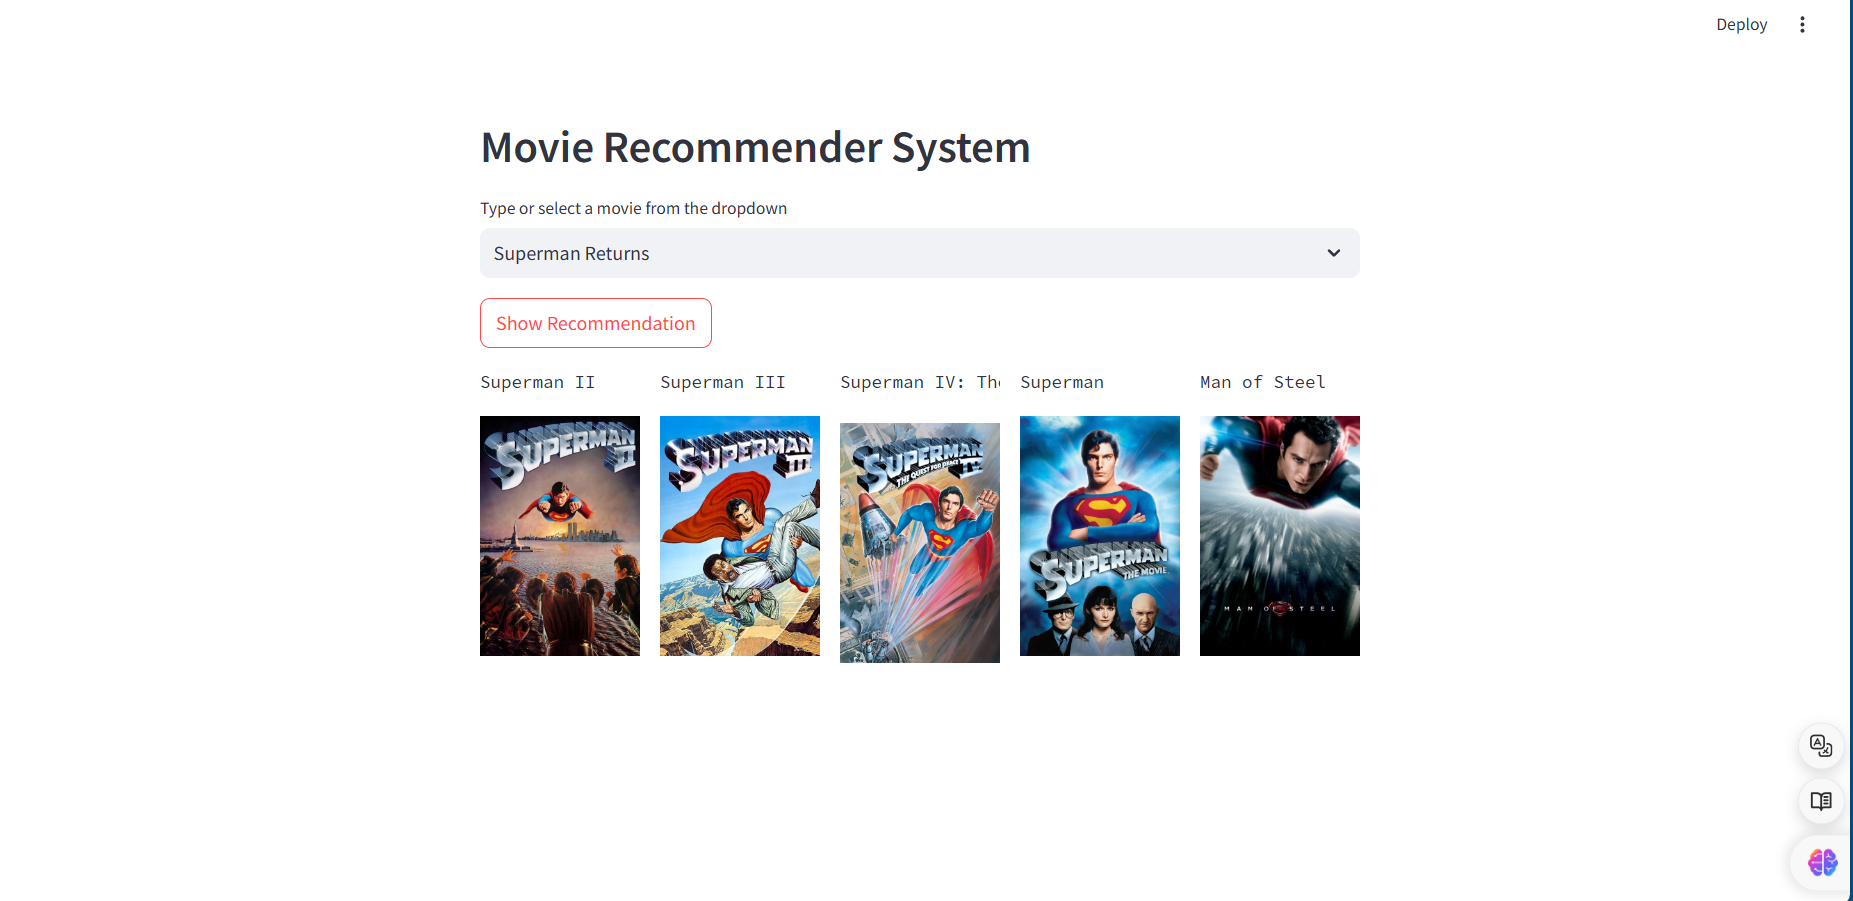 Deploy
Movie Recommender System
Type or select a movie from the dropdown
Superman Returns
Show Recommendation
Superman II
Superman III
Superman IV: The
Superman
Man of Steel
SUPERMAN II
SUPERMAN III
SUPERMAN IV
THE QUEST FOR PEACE
SUPERMAN
THE MOVIE
MAN OF STEEL